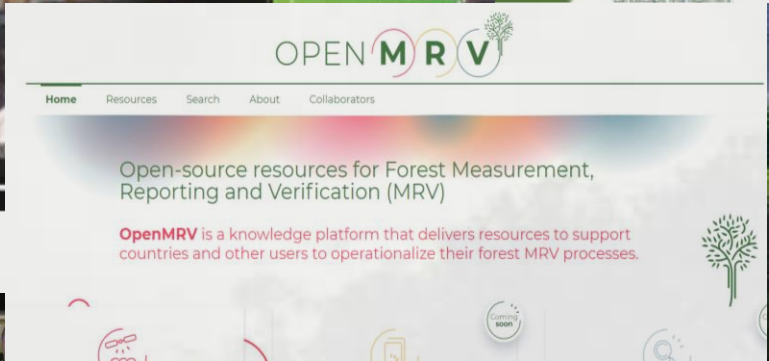 OPEN MRV
Home Resources Search About Collaborators
Open-source resources for Forest Measurement,
Reporting and Verification (MRV)
OpenMRV is a knowledge platform that delivers resources to support
countries and other users to operationalize their forest MRV processes.
Coming
soon